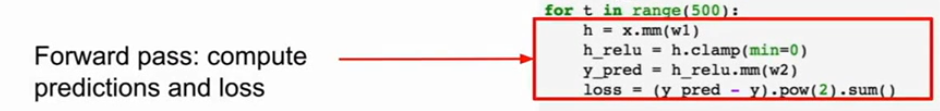 for t in range(500):
h = x.mm(w1)
h_relu = h.clamp(min=0)
y_pred = h_relu.mm(w2)
loss = (y_pred - y).pow(2).sum()
Forward pass: compute
predictions and loss